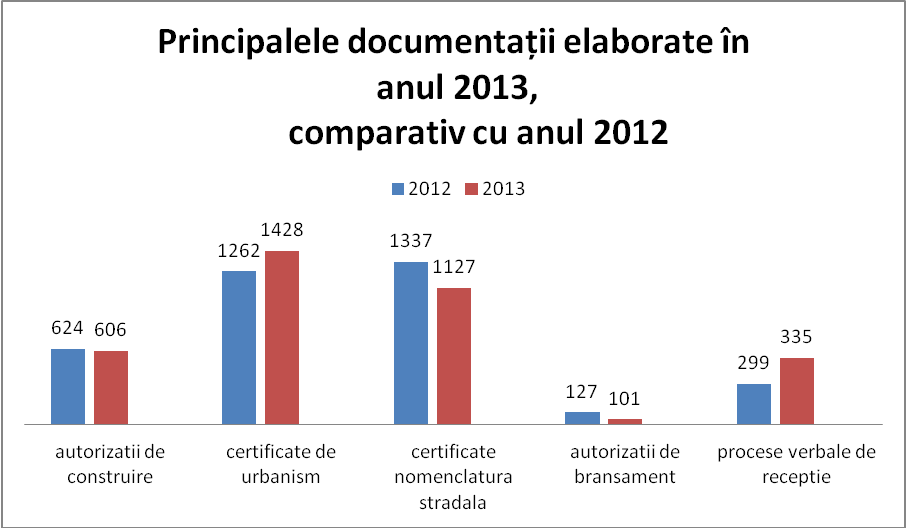 Principalele documentații elaborate în
anul 2013,
comparativ cu anul 2012
2012 2013
624 606
1262 1428
1337 1127
127 101
299 335
autorizatii de
construire
certificate de
urbanism
certificate
nomenclatura
stradala
autorizatii de
bransament
procese verbale de
receptie